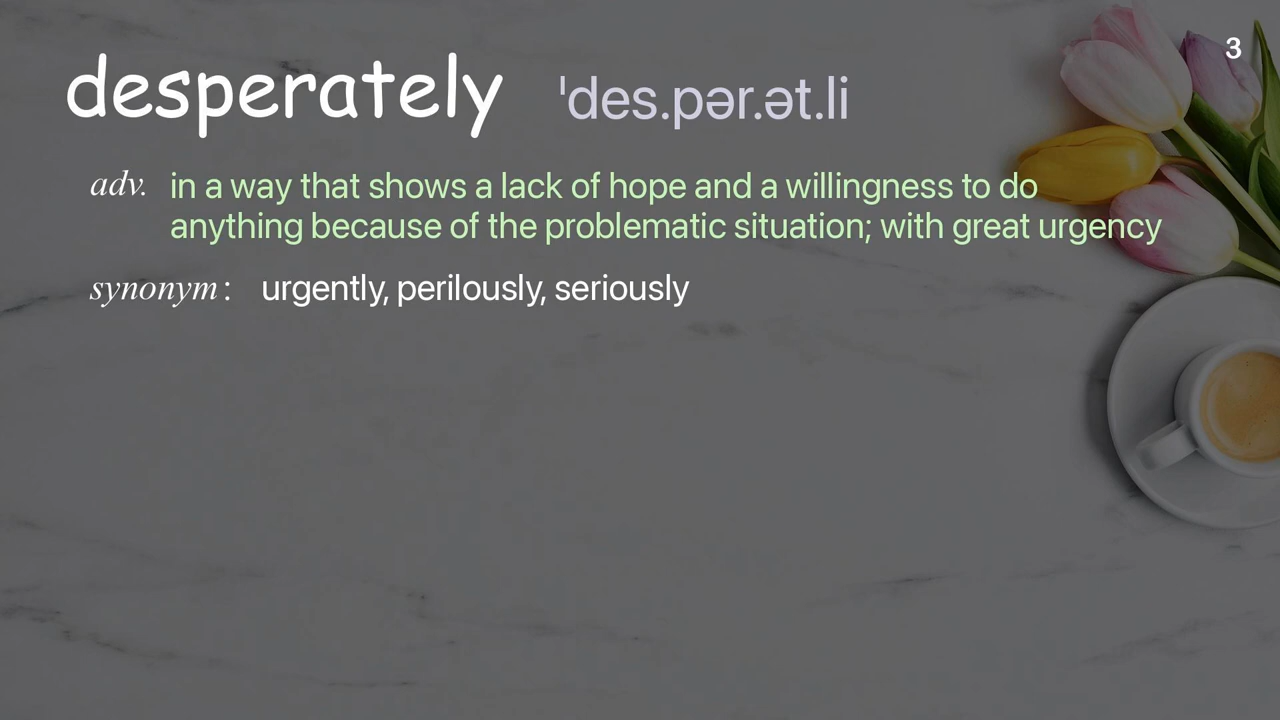 3
desperately ˈdes.pər.ət.li
adv. in a way that shows a lack of hope and a willingness to do
anything because of the problematic situation; with great urgency
synonym : urgently, perilously, seriously